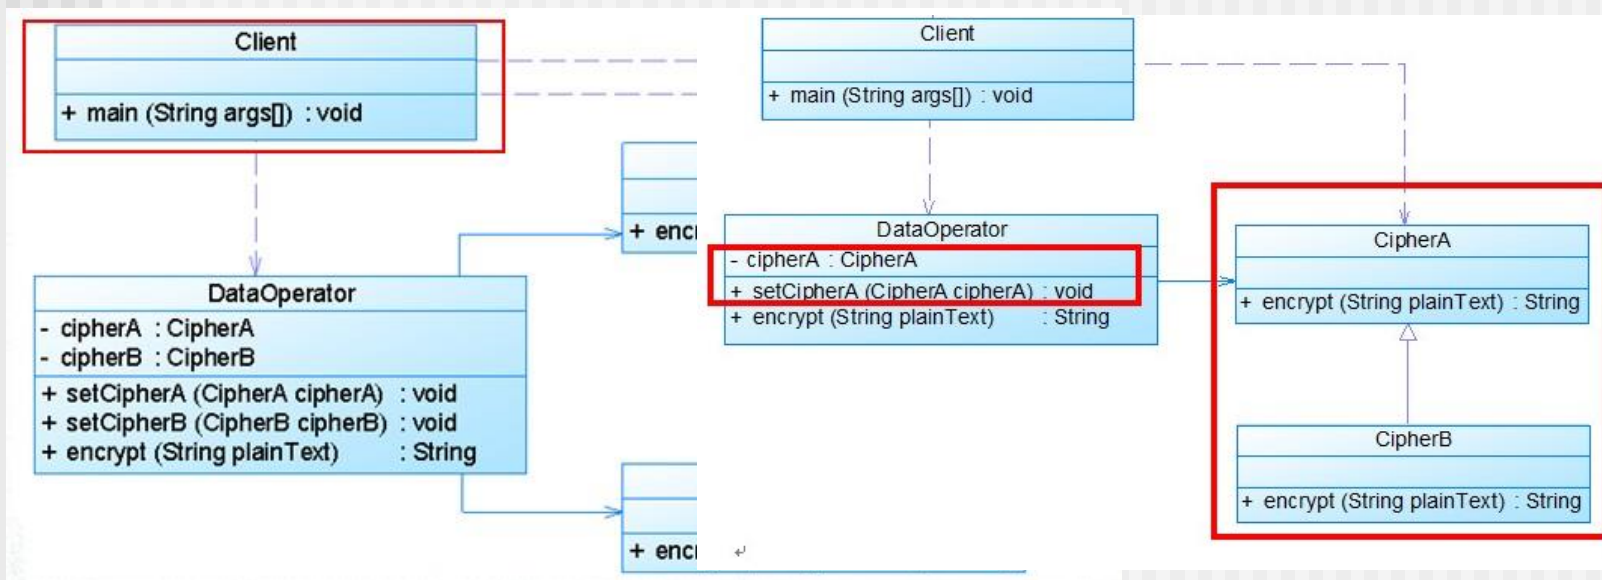 Client
+ main (String args[]) : void
DataOperator
- cipherA : CipherA
- cipherB : CipherB
+ setCipherA (CipherA cipherA) : void
+ setCipherB (CipherB cipherB) : void
+ encrypt (String plainText) : String
+ enc
+ enc
Client
+ main (String args[]) : void
DataOperator
- cipherA : CipherA
+ setCipherA (CipherA cipherA) : void
+ encrypt (String plainText) : String
CipherA
+ encrypt (String plainText) : String
CipherB
+ encrypt (String plainText) : String